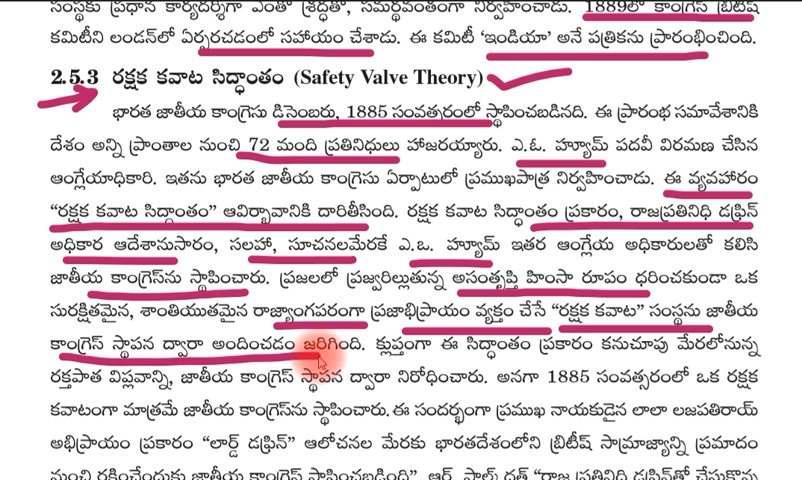 సంస్థకు ప్రధాన కార్యదర్శిగా ఎంతో శ్రద్ధతో, సమర్థవంతంగా నిర్వహించాడు. 1889లో కాంగ్రెస్ బ్రిటిష్
కమిటీని లండన్‌లో ఏర్పరచడంలో సహాయం చేశాడు. ఈ కమిటీ 'ఇండియా' అనే పత్రికను ప్రారంభించింది.
2.5.3 రక్షక కవాట సిద్ధాంతం (Safety Valve Theory)
భారత జాతీయ కాంగ్రెసు డిసెంబరు, 1885 సంవత్సరంలో స్థాపించబడినది. ఈ ప్రారంభ సమావేశానికి
దేశం అన్ని ప్రాంతాల నుంచి 72 మంది ప్రతినిధులు హాజరయ్యారు. ఎ.ఓ. హ్యూమ్ పదవీ విరమణ చేసిన
ఆంగ్లేయాధికారి. ఇతను భారత జాతీయ కాంగ్రెసు ఏర్పాటులో ప్రముఖపాత్ర నిర్వహించాడు. ఈ వ్యవహారం
"రక్షక కవాట సిద్ధాంతం" ఆవిర్భావానికి దారితీసింది. రక్షక కవాట సిద్ధాంతం ప్రకారం, రాజప్రతినిధి డఫ్రిన్
అధికార ఆదేశానుసారం, సలహా, సూచనలమేరకే ఎ.ఒ. హ్యూమ్ ఇతర ఆంగ్లేయ అధికారులతో కలిసి
జాతీయ కాంగ్రెస్‌ను స్థాపించారు. ప్రజలలో ప్రజ్వరిల్లుతున్న అసంతృప్తి హింసా రూపం ధరించకుండా ఒక
సురక్షితమైన, శాంతియుతమైన రాజ్యాంగపరంగా ప్రజాభిప్రాయం వ్యక్తం చేసే "రక్షక కవాట" సంస్థను జాతీయ
కాంగ్రెస్ స్థాపన ద్వారా అందించడం జరిగింది. క్లుప్తంగా ఈ సిద్ధాంతం ప్రకారం కనుచూపు మేరలోనున్న
రక్తపాత విప్లవాన్ని, జాతీయ కాంగ్రెస్ స్థాపన ద్వారా నిరోధించారు. అనగా 1885 సంవత్సరంలో ఒక రక్షక
కవాటంగా మాత్రమే జాతీయ కాంగ్రెస్‌ను స్థాపించారు. ఈ సందర్భంగా ప్రముఖ నాయకుడైన లాలా లజపతిరాయ్
అభిప్రాయం ప్రకారం "లార్డ్ డఫ్రిన్" ఆలోచనల మేరకు భారతదేశంలోని బ్రిటీష్ సామ్రాజ్యాన్ని ప్రమాదం
నుంచి రక్షించేందుకు జాతీయ కాంగ్రెస్ స్థాపించబడింది".